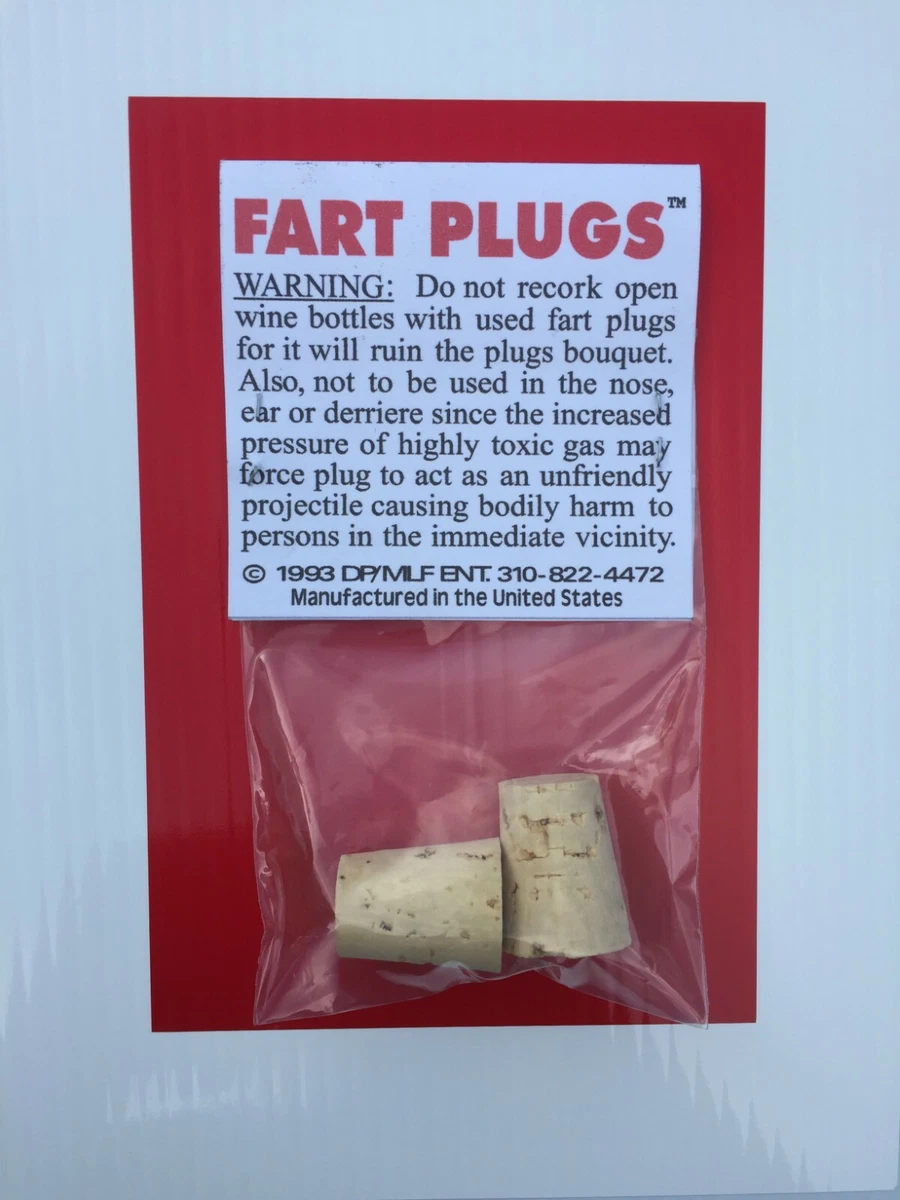 FART PLUGS™
WARNING: Do not recork open
wine bottles with used fart plugs
for it will ruin the plugs bouquet.
Also, not to be used in the nose,
ear or derriere since the increased
pressure of highly toxic gas may
force plug to act as an unfriendly
projectile causing bodily harm to
persons in the immediate vicinity.
© 1993 DP/MLF ENT. 310-822-4472
Manufactured in the United States